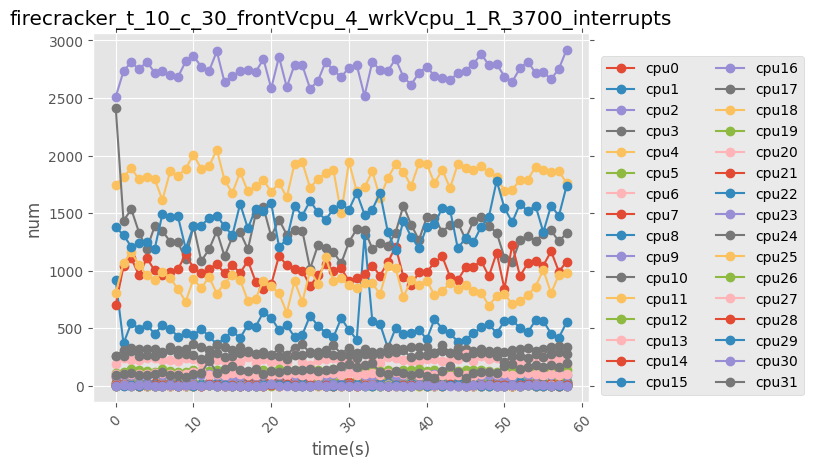 firecracker_t_10_c_30_frontVcpu_4_wrkVcpu_1_R_3700_interrupts
3000
2500
2000
1500
1000
500
0
num
0
10
20
30
40
50
60
time(s)
cpu0
cpu1
cpu2
cpu3
cpu4
cpu5
cpu6
cpu7
cpu8
cpu9
cpu10
cpu11
cpu12
cpu13
cpu14
cpu15
cpu16
cpu17
cpu18
cpu19
cpu20
cpu21
cpu22
cpu23
cpu24
cpu25
cpu26
cpu27
cpu28
cpu29
cpu30
cpu31